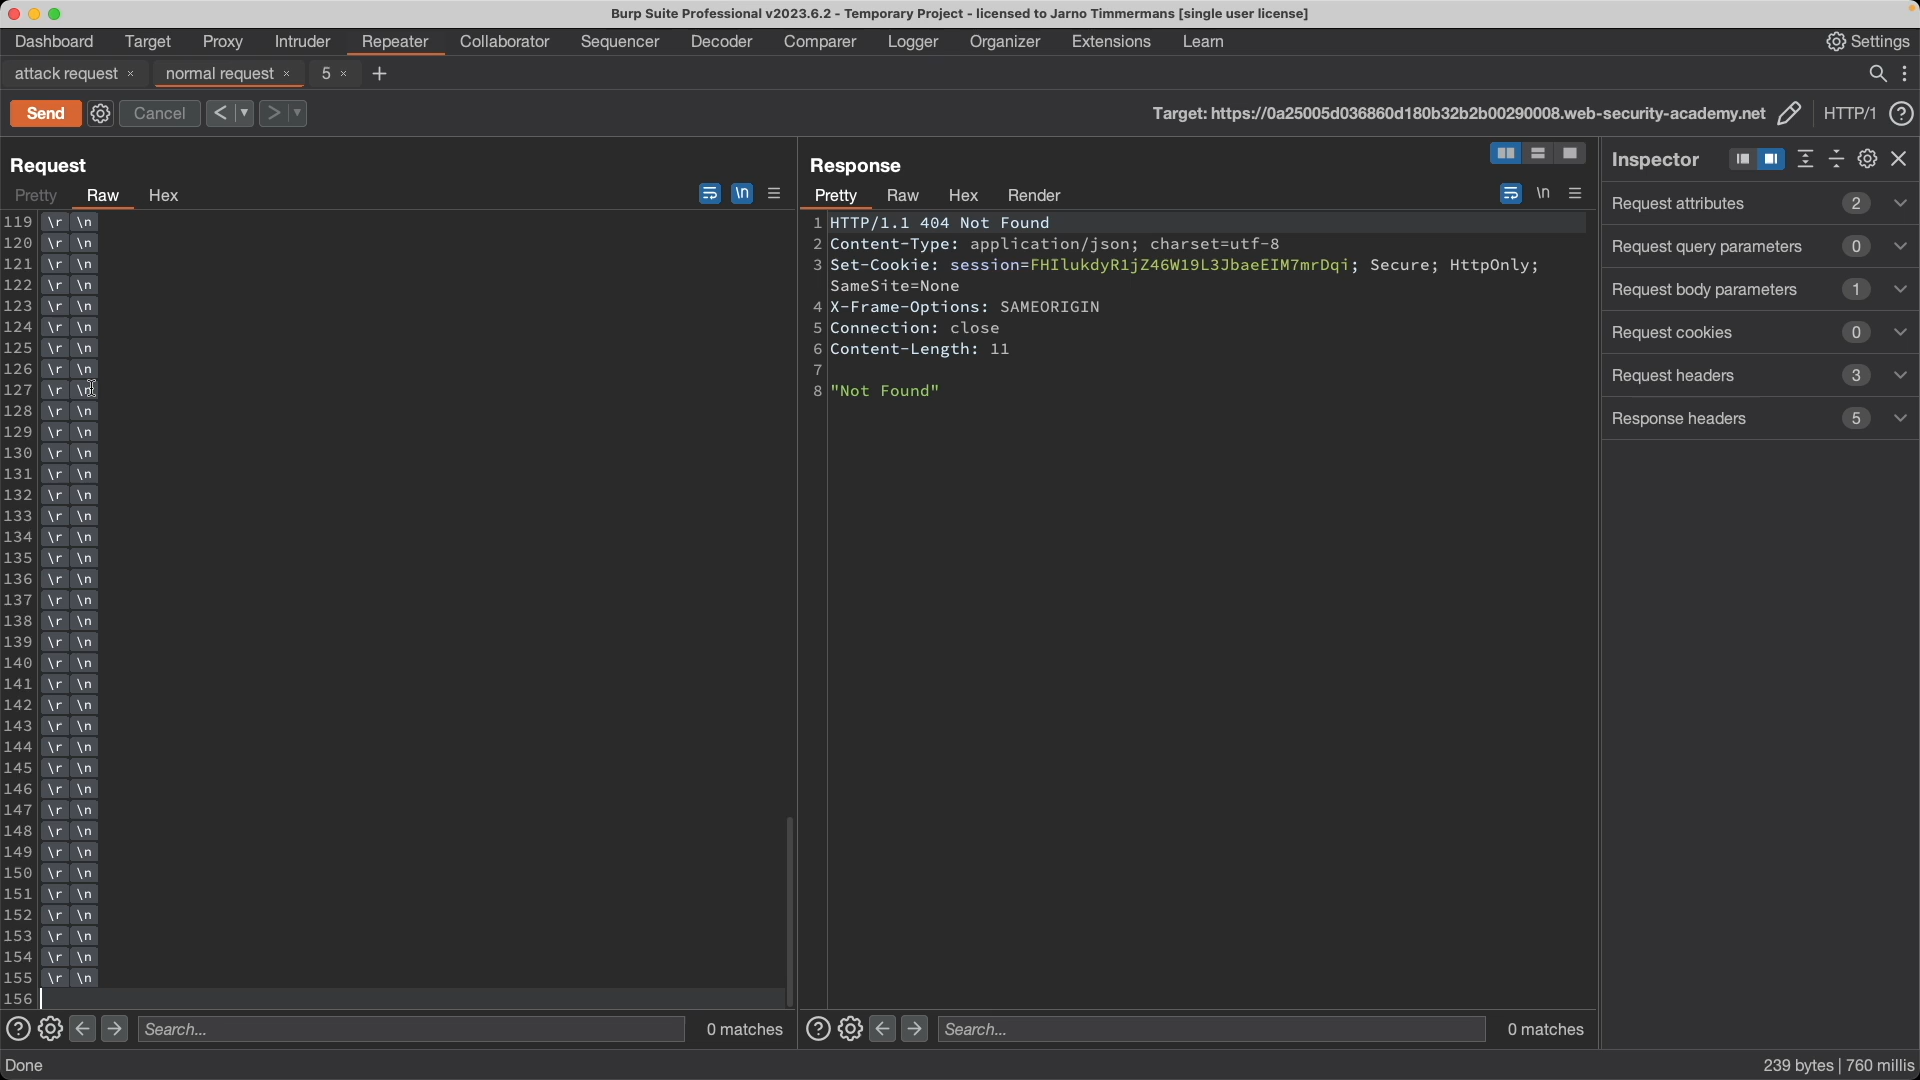 Burp Suite Professional v2023.6.2 - Temporary Project - licensed to Jarno Timmermans [single user license]
Dashboard Target Proxy Intruder Repeater Collaborator Sequencer Decoder Comparer Logger Organizer Extensions Learn Settings
attack request × normal request × 5 × +
Send Cancel < > Target: https://0a25005d036860d180b32b2b00290008.web-security-academy.net HTTP/1 ?
Request
Pretty Raw Hex \n
119 \r \n
120 \r \n
121 \r \n
122 \r \n
123 \r \n
124 \r \n
125 \r \n
126 \r \n
127 \r \n
128 \r \n
129 \r \n
130 \r \n
131 \r \n
132 \r \n
133 \r \n
134 \r \n
135 \r \n
136 \r \n
137 \r \n
138 \r \n
139 \r \n
140 \r \n
141 \r \n
142 \r \n
143 \r \n
144 \r \n
145 \r \n
146 \r \n
147 \r \n
148 \r \n
149 \r \n
150 \r \n
151 \r \n
152 \r \n
153 \r \n
154 \r \n
155 \r \n
156
? Search... 0 matches
Response
Pretty Raw Hex Render \n
1 HTTP/1.1 404 Not Found
2 Content-Type: application/json; charset=utf-8
3 Set-Cookie: session=FHIlukdyR1jZ46W19L3JbaeEIM7mrDqi; Secure; HttpOnly;
SameSite=None
4 X-Frame-Options: SAMEORIGIN
5 Connection: close
6 Content-Length: 11
7
8 "Not Found"
? Search... 0 matches
Inspector
Request attributes 2
Request query parameters 0
Request body parameters 1
Request cookies 0
Request headers 3
Response headers 5
Done
239 bytes | 760 millis